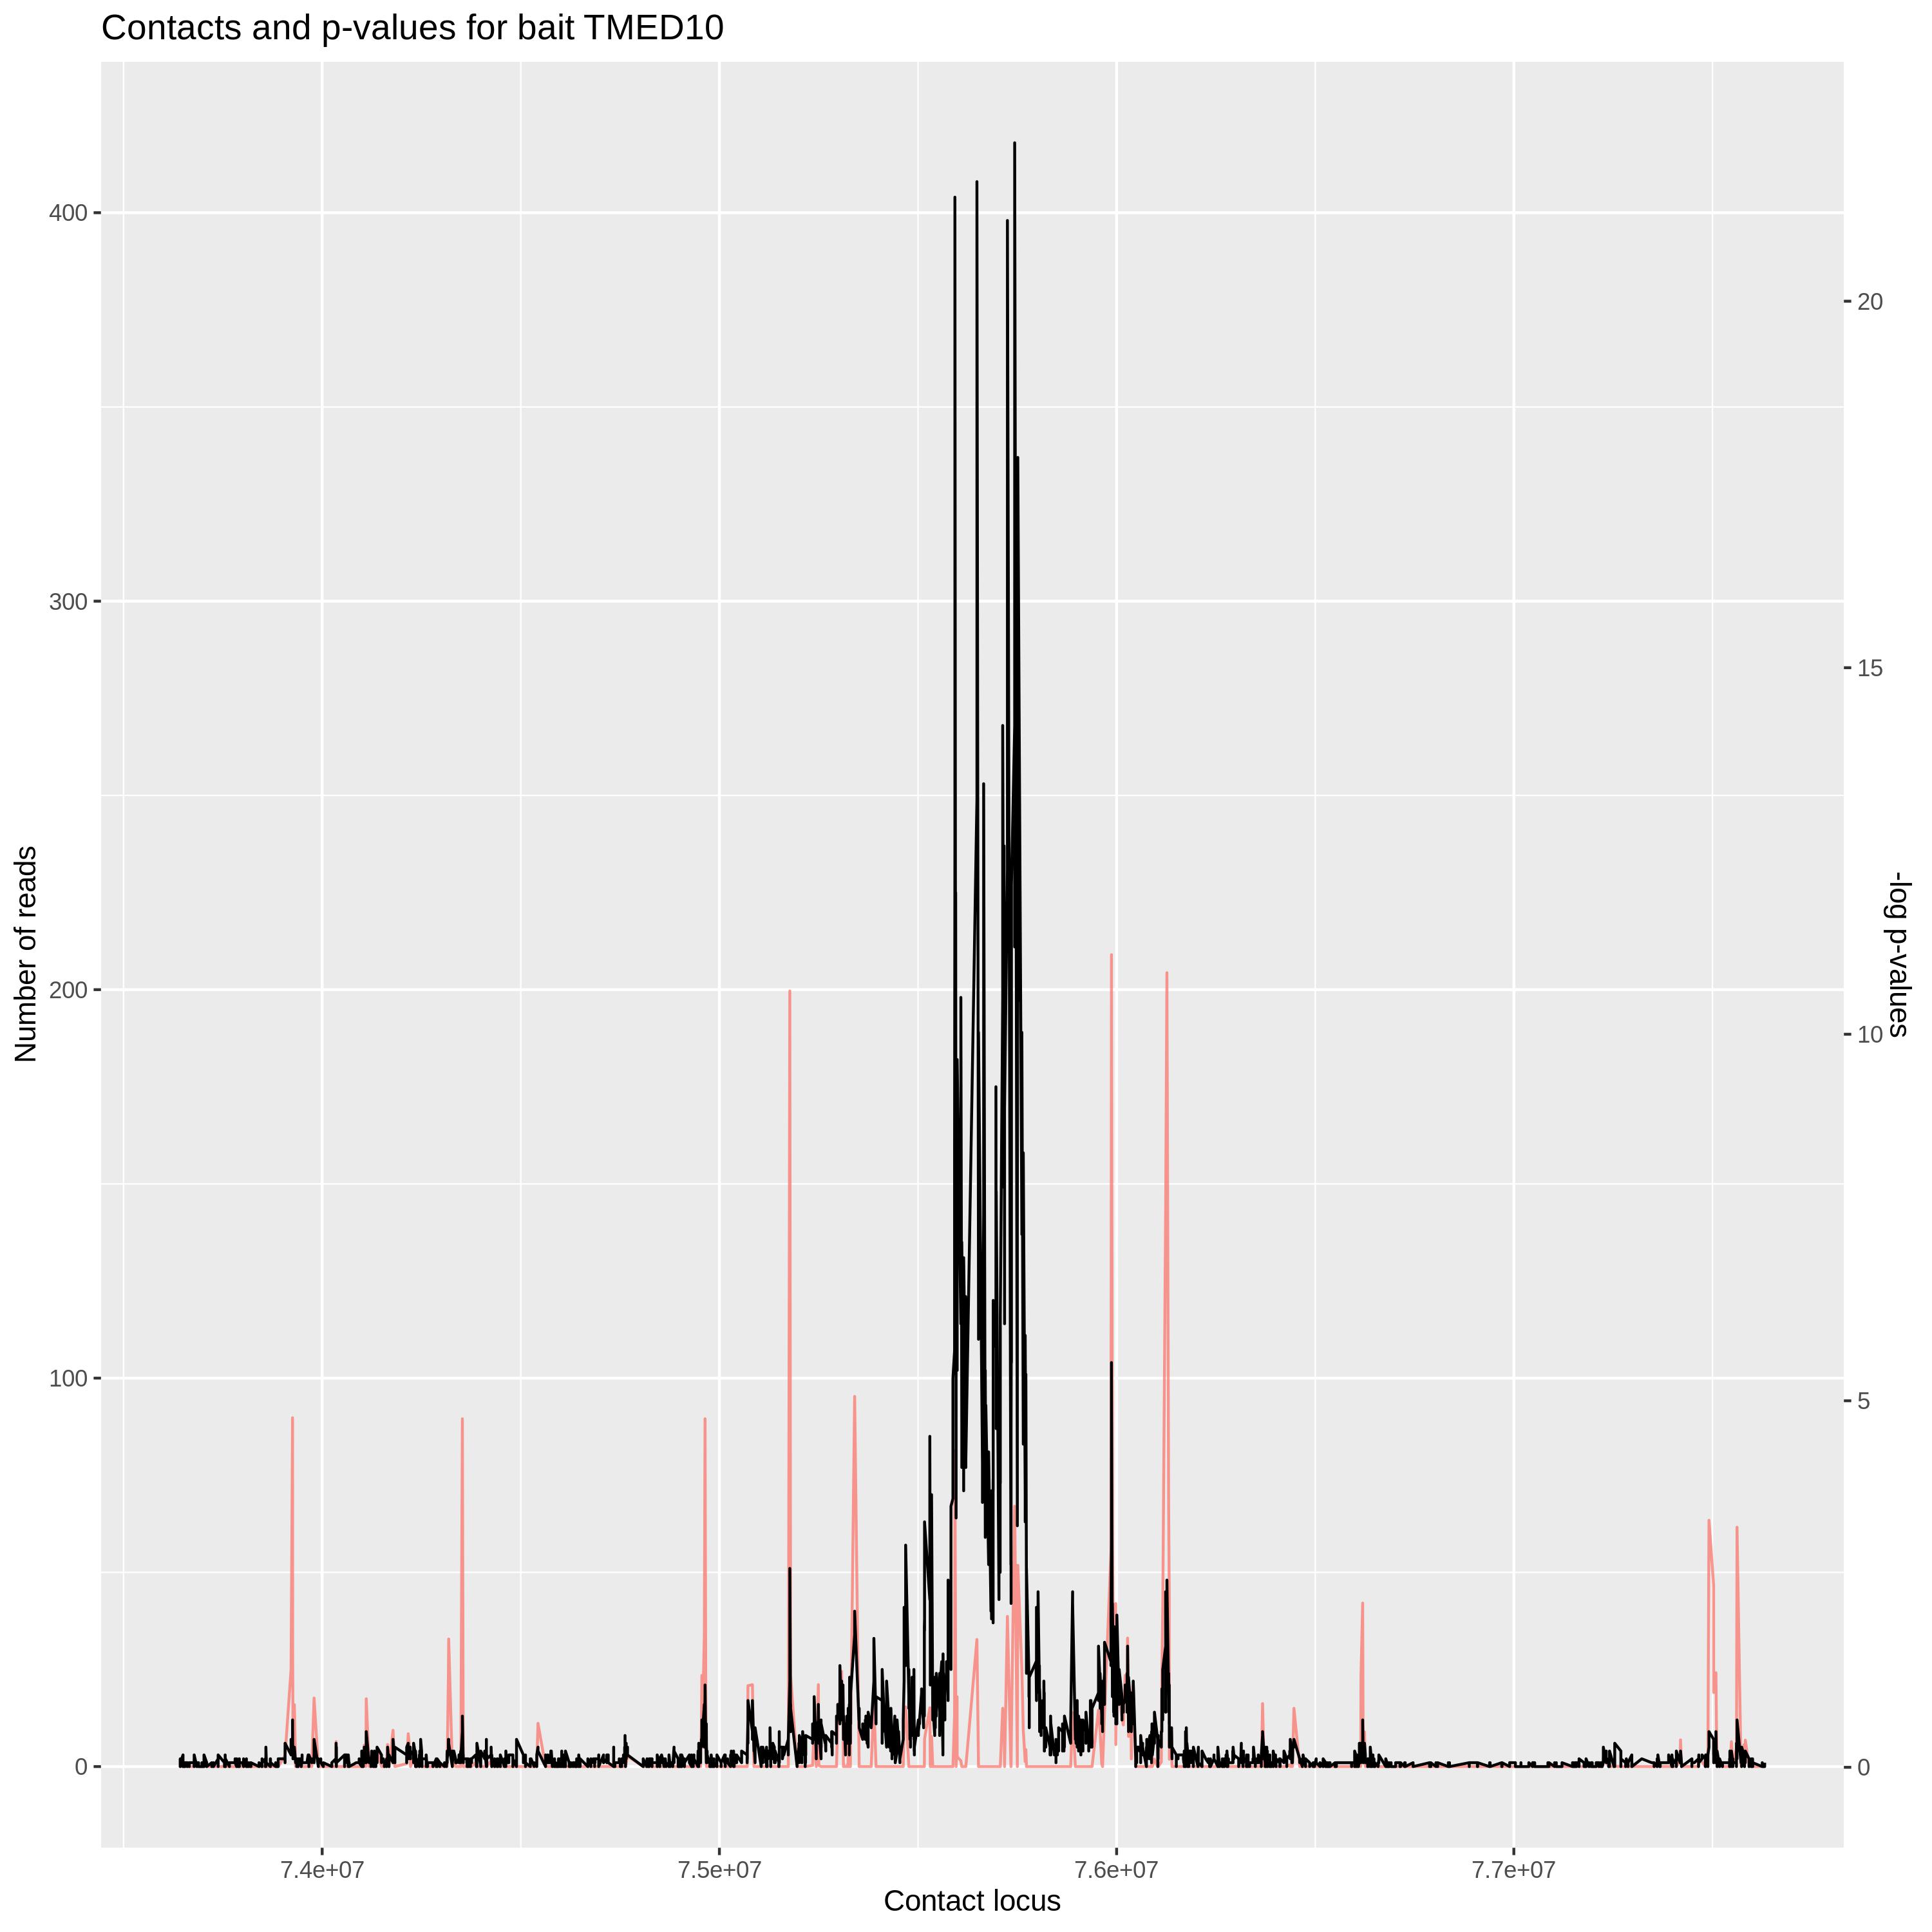 Contacts and p-values for bait TMED10
400
300
200
100
0
Number of reads
20
15
10
5
0
-log p-values
7.4e+07
7.5e+07
7.6e+07
7.7e+07
Contact locus